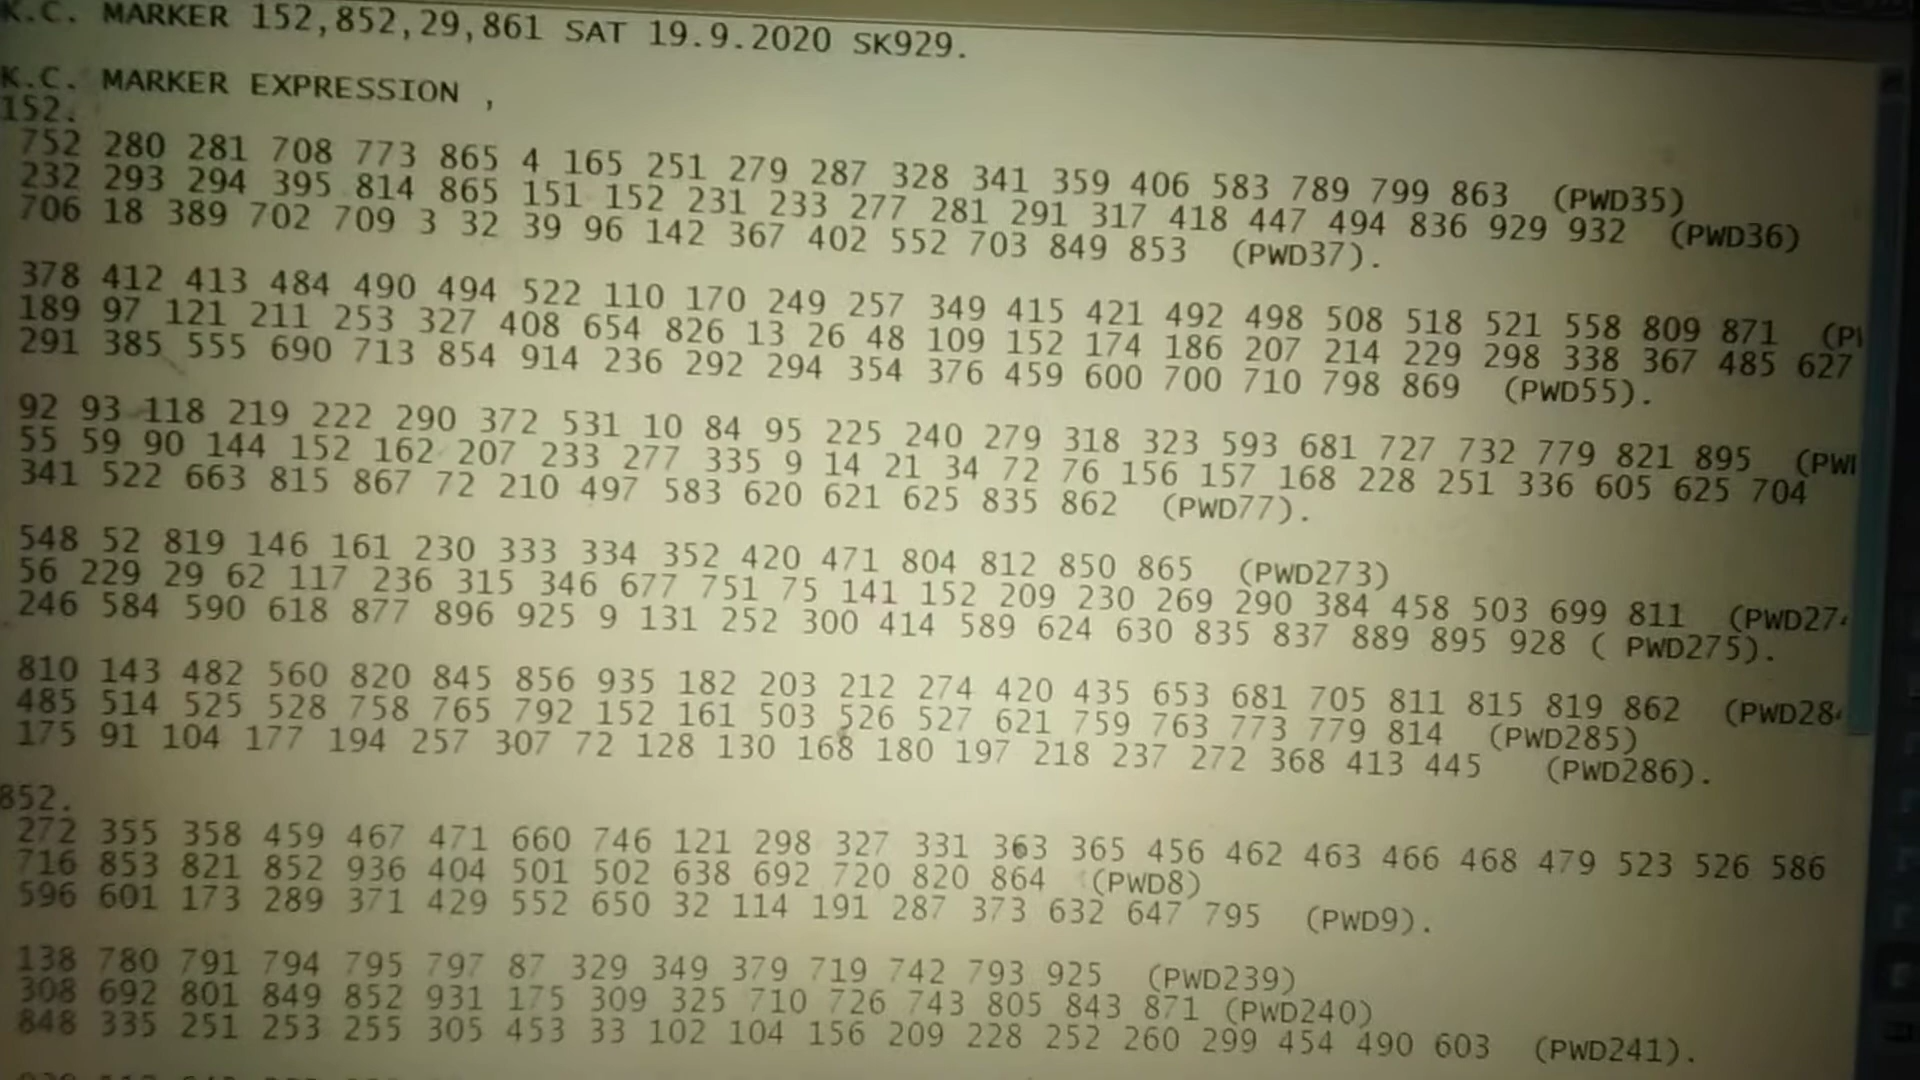 K.C. MARKER 152,852,29,861 SAT 19.9.2020 SK929.
K.C. MARKER EXPRESSION ,
152.
752 280 281 708 773 865 4 165 251 279 287 328 341 359 406 583 789 799 863 (PWD35)
232 293 294 395 814 865 151 152 231 233 277 281 291 317 418 447 494 836 929 932 (PWD36)
706 18 389 702 709 3 32 39 96 142 367 402 552 703 849 853 (PWD37).
378 412 413 484 490 494 522 110 170 249 257 349 415 421 492 498 508 518 521 558 809 871
189 97 121 211 253 327 408 654 826 13 26 48 109 152 174 186 207 214 229 298 338 367 485 627
291 385 555 690 713 854 914 236 292 294 354 376 459 600 700 710 798 869 (PWD55).
92 93 118 219 222 290 372 531 10 84 95 225 240 279 318 323 593 681 727 732 779 821 895
55 59 90 144 152 162 207 233 277 335 9 14 21 34 72 76 156 157 168 228 251 336 605 625 704
341 522 663 815 867 72 210 497 583 620 621 625 835 862 (PWD77).
548 52 819 146 161 230 333 334 352 420 471 804 812 850 865 (PWD273)
56 229 29 62 117 236 315 346 677 751 75 141 152 209 230 269 290 384 458 503 699 811
246 584 590 618 877 896 925 9 131 252 300 414 589 624 630 835 837 889 895 928 ( PWD275).
810 143 482 560 820 845 856 935 182 203 212 274 420 435 653 681 705 811 815 819 862
485 514 525 528 758 765 792 152 161 503 526 527 621 759 763 773 779 814 (PWD285)
175 91 104 177 194 257 307 72 128 130 168 180 197 218 237 272 368 413 445 (PWD286).
852.
272 355 358 459 467 471 660 746 121 298 327 331 363 365 456 462 463 466 468 479 523 526 586
716 853 821 852 936 404 501 502 638 692 720 820 864 (PWD8)
596 601 173 289 371 429 552 650 32 114 191 287 373 632 647 795 (PWD9).
138 780 791 794 795 797 87 329 349 379 719 742 793 925 (PWD239)
308 692 801 849 852 931 175 309 325 710 726 743 805 843 871 (PWD240)
848 335 251 253 255 305 453 33 102 104 156 209 228 252 260 299 454 490 603 (PWD241).